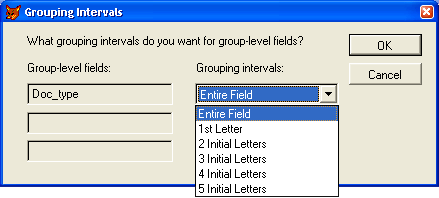 Grouping Intervals
What grouping intervals do you want for group-level fields?
OK
Group-level fields:
Grouping intervals:
Cancel
Doc_type
Entire Field
Entire Field
1st Letter
2 Initial Letters
3 Initial Letters
4 Initial Letters
5 Initial Letters